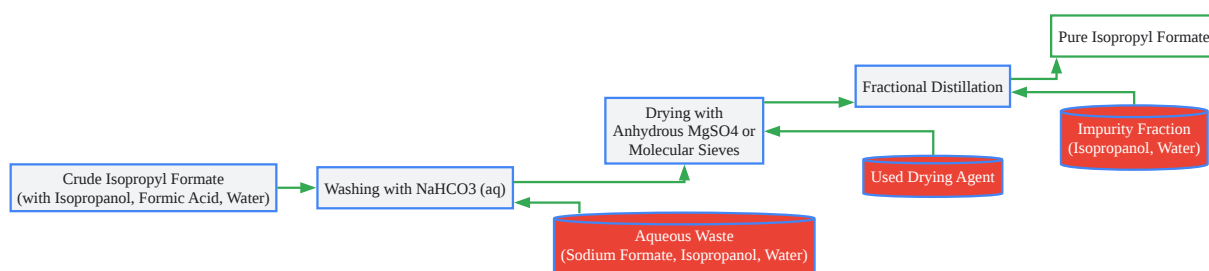 Crude Isopropyl Formate
(with Isopropanol, Formic Acid, Water)
Washing with NaHCO3 (aq)
Aqueous Waste
(Sodium Formate, Isopropanol, Water)
Drying with
Anhydrous MgSO4 or
Molecular Sieves
Used Drying Agent
Fractional Distillation
Impurity Fraction
(Isopropanol, Water)
Pure Isopropyl Formate